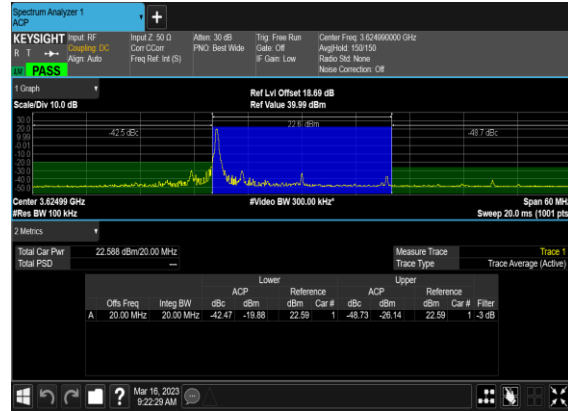 Spectrum Analyzer 1
ACP
KEYSIGHT Input: RF Input Z: 50 Ω Atten: 30 dB Trig: Free Run Center Freq: 3.624990000 GHz
R T Coupling: DC Corr CCorr PNO: Best Wide Gate: Off Avg|Hold: 150/150
Align: Auto Freq Ref: Int (S) IF Gain: Low Radio Std: None
PASS Noise Correction: Off
1 Graph Ref Lvl Offset 18.69 dB
Scale/Div 10.0 dB Ref Value 39.99 dBm
30.0
20.0 22.6 dBm
9.99 -42.5 dBc -48.7 dBc
-0.01
-10.0
-20.0
-30.0
-40.0
-50.0
Center 3.62499 GHz #Video BW 300.00 kHz* Span 60 MHz
#Res BW 100 kHz Sweep 20.0 ms (1001 pts
2 Metrics
Total Car Pwr 22.588 dBm/20.00 MHz Measure Trace Trace 1
Total PSD --- Trace Type Trace Average (Active)
Lower Upper
ACP Reference ACP Reference
Offs Freq Integ BW dBc dBm dBm Car # dBc dBm dBm Car # Filter
A 20.00 MHz 20.00 MHz -42.47 -19.88 22.59 1 -48.73 -26.14 22.59 1 -3 dB
Mar 16, 2023
9:22:29 AM